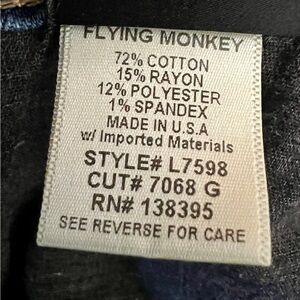 FLYING MONKEY
72% COTTON
15% RAYON
12% POLYESTER
1% SPANDEX
MADE IN U.S.A
w/ Imported Materials
STYLE# L7598
CUT# 7068 G
RN# 138395
SEE REVERSE FOR CARE